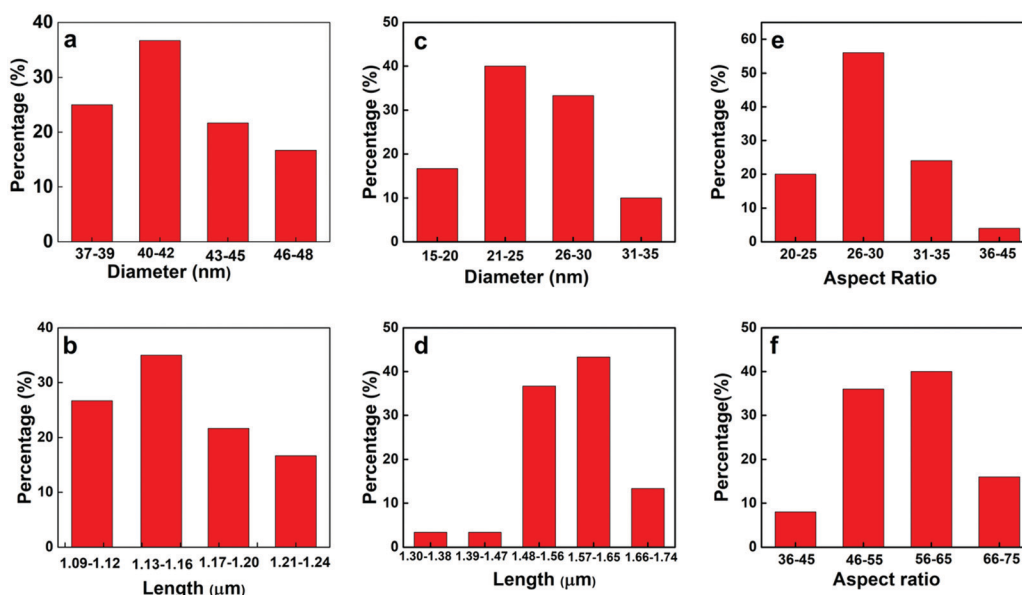 a
Percentage (%)
40
30
20
10
0
37-39 40-42 43-45 46-48
Diameter (nm)
c
Percentage (%)
50
40
30
20
10
0
15-20 21-25 26-30 31-35
Diameter (nm)
e
Percentage (%)
60
50
40
30
20
10
0
20-25 26-30 31-35 36-45
Aspect Ratio
b
Percentage (%)
40
30
20
10
0
1.09-1.12 1.13-1.16 1.17-1.20 1.21-1.24
Length (μm)
d
Percentage (%)
50
40
30
20
10
0
1.30-1.38 1.39-1.47 1.48-1.56 1.57-1.65 1.66-1.74
Length (μm)
f
Percentage(%)
50
40
30
20
10
0
36-45 46-55 56-65 66-75
Aspect ratio